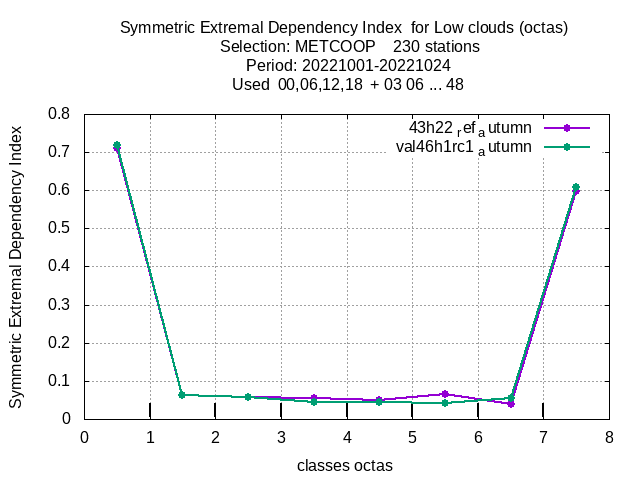 Symmetric Extremal Dependency Index for Low clouds (octas)
Selection: METCOOP 230 stations
Period: 20221001-20221024
Used 00,06,12,18 + 03 06 ... 48
43h22 ref autumn
val46h1rc1 autumn
Symmetric Extremal Dependency Index
0.8
0.7
0.6
0.5
0.4
0.3
0.2
0.1
0
0 1 2 3 4 5 6 7 8
classes octas